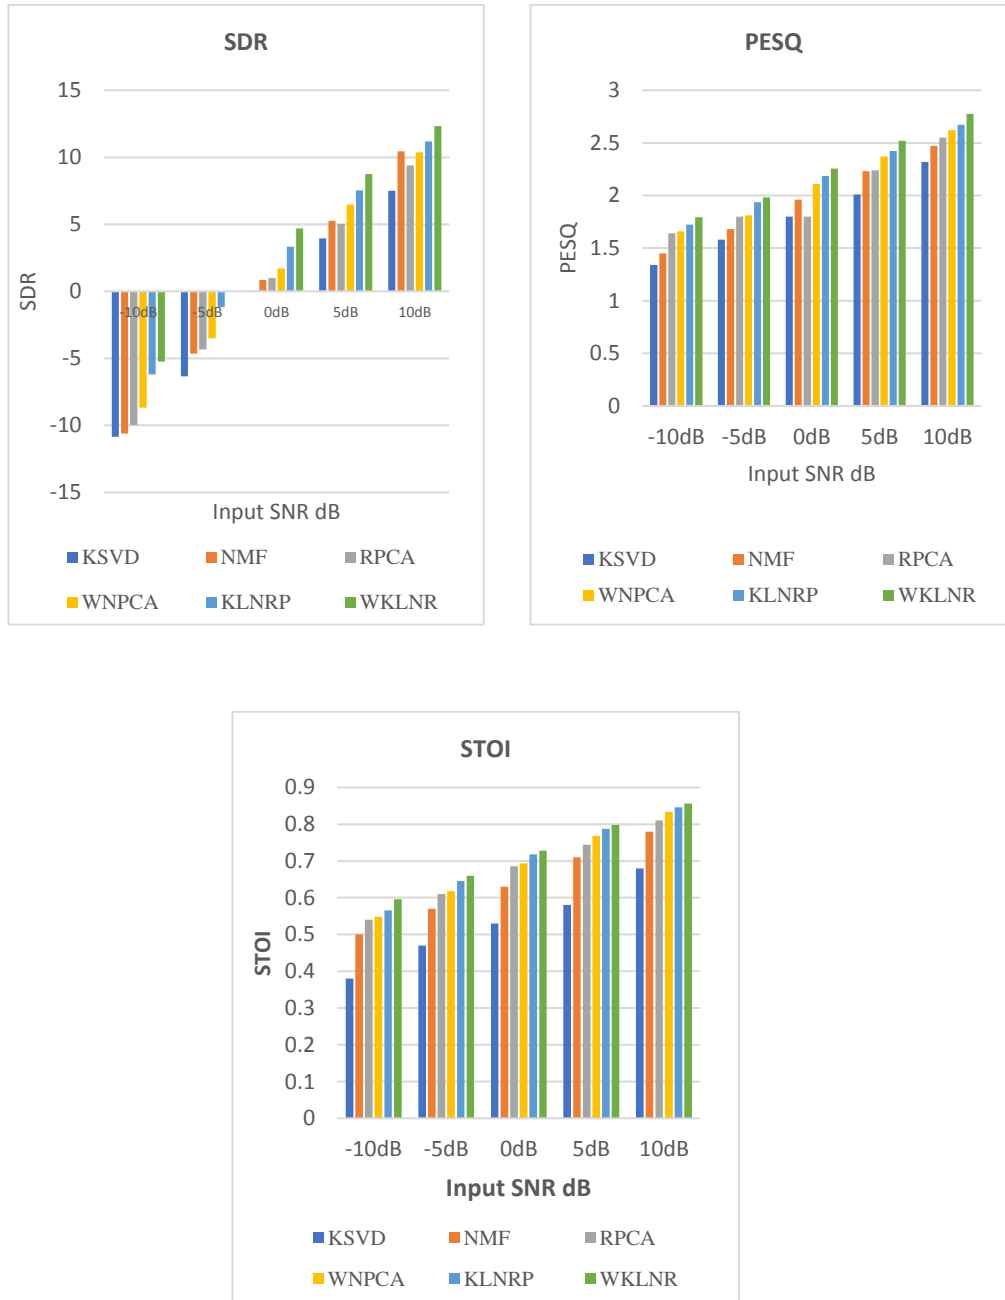 SDR
15
10
5
0
-5
-10
-15
SDR
-10dB -5dB 0dB 5dB 10dB
Input SNR dB
KSVD NMF RPCA
WNPCA KLNRP WKLNR
PESQ
3
2.5
2
1.5
1
0.5
0
PESQ
-10dB -5dB 0dB 5dB 10dB
Input SNR dB
KSVD NMF RPCA
WNPCA KLNRP WKLNR
STOI
0.9
0.8
0.7
0.6
0.5
0.4
0.3
0.2
0.1
0
STOI
-10dB -5dB 0dB 5dB 10dB
Input SNR dB
KSVD NMF RPCA
WNPCA KLNRP WKLNR